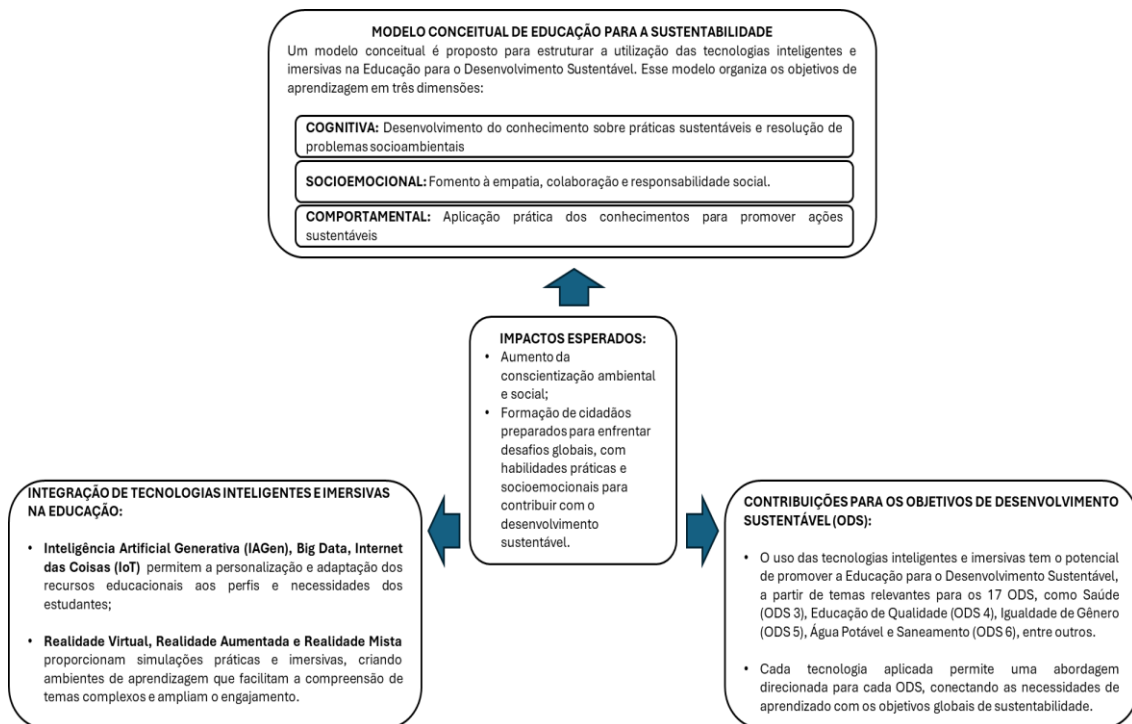 MODELO CONCEITUAL DE EDUCAÇÃO PARA A SUSTENTABILIDADE
Um modelo conceitual é proposto para estruturar a utilização das tecnologias inteligentes e
imersivas na Educação para o Desenvolvimento Sustentável. Esse modelo organiza os objetivos de
aprendizagem em três dimensões:
COGNITIVA: Desenvolvimento do conhecimento sobre práticas sustentáveis e resolução de
problemas socioambientais
SOCIOEMOCIONAL: Fomento à empatia, colaboração e responsabilidade social.
COMPORTAMENTAL: Aplicação prática dos conhecimentos para promover ações
sustentáveis
IMPACTOS ESPERADOS:
• Aumento da
conscientização ambiental
e social;
• Formação de cidadãos
preparados para enfrentar
desafios globais, com
habilidades práticas e
socioemocionais para
contribuir com o
desenvolvimento
sustentável.
INTEGRAÇÃO DE TECNOLOGIAS INTELIGENTES E IMERSIVAS
NA EDUCAÇÃO:
• Inteligência Artificial Generativa (IAGen), Big Data, Internet
das Coisas (IoT) permitem a personalização e adaptação dos
recursos educacionais aos perfis e necessidades dos
estudantes;
• Realidade Virtual, Realidade Aumentada e Realidade Mista
proporcionam simulações práticas e imersivas, criando
ambientes de aprendizagem que facilitam a compreensão de
temas complexos e ampliam o engajamento.
CONTRIBUIÇÕES PARA OS OBJETIVOS DE DESENVOLVIMENTO
SUSTENTÁVEL (ODS):
• O uso das tecnologias inteligentes e imersivas tem o potencial
de promover a Educação para o Desenvolvimento Sustentável,
a partir de temas relevantes para os 17 ODS, como Saúde
(ODS 3), Educação de Qualidade (ODS 4), Igualdade de Gênero
(ODS 5), Água Potável e Saneamento (ODS 6), entre outros.
• Cada tecnologia aplicada permite uma abordagem
direcionada para cada ODS, conectando as necessidades de
aprendizado com os objetivos globais de sustentabilidade.